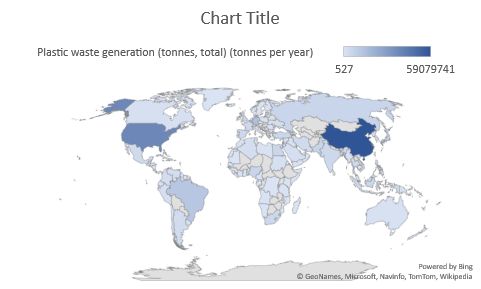 Chart Title
Plastic waste generation (tonnes, total) (tonnes per year)
527 59079741
Powered by Bing
© GeoNames, Microsoft, Navinfo, TomTom, Wikipedia